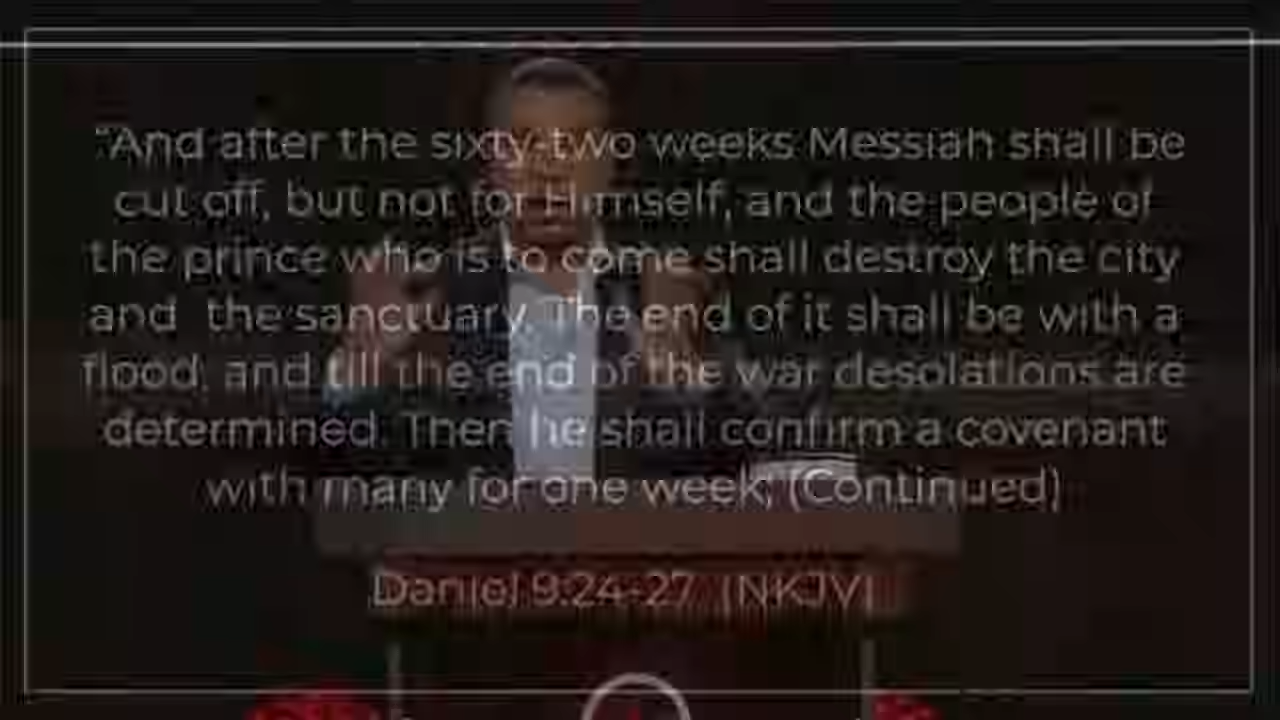 "And after the sixty-two weeks Messiah shall be
cut off, but not for Himself, and the people of
the prince who is to come shall destroy the city
and the sanctuary. The end of it shall be with a
flood, and till the end of the war desolations are
determined. Then he shall confirm a covenant
with many for one week; (Continued)
Daniel 9:24-27 (NKJV)